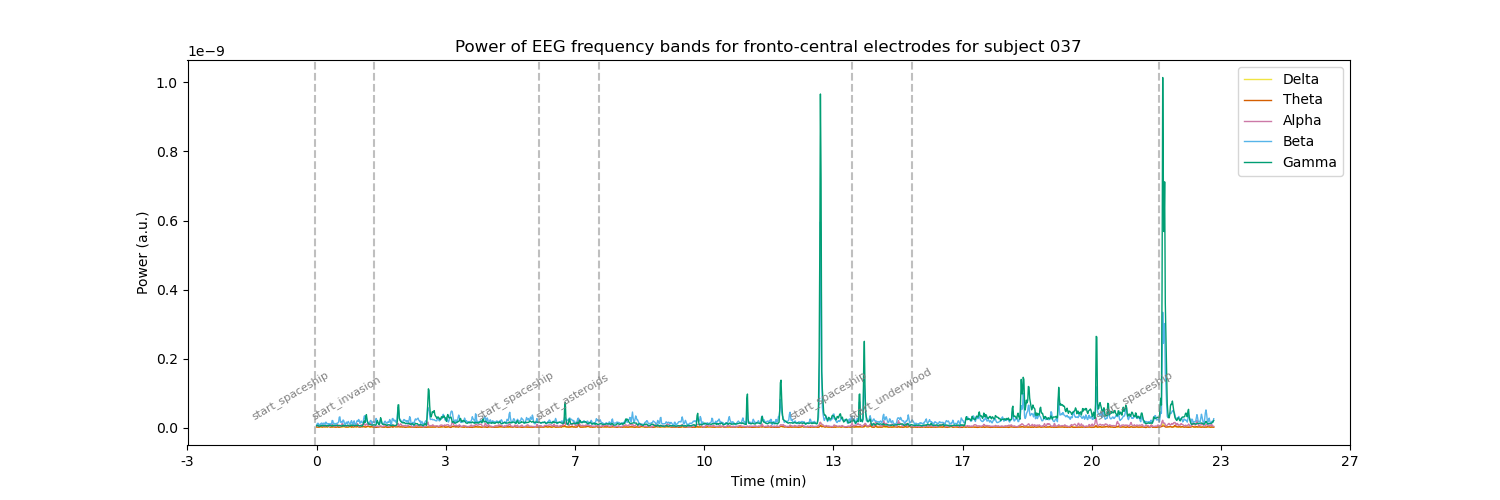 Power of EEG frequency bands for fronto-central electrodes for subject 037
1e−9
1.0
0.8
0.6
0.4
0.2
0.0
Power (a.u.)
Delta
Theta
Alpha
Beta
Gamma
start_spaceship
start_invasion
start_spaceship
start_asteroids
start_spaceship
start_underwood
start_spaceship
-3
0
3
7
10
13
17
20
23
27
Time (min)